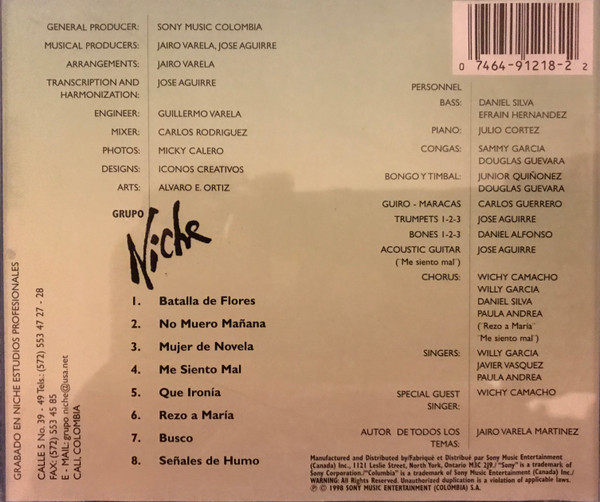 GENERAL PRODUCER: SONY MUSIC COLOMBIA
MUSICAL PRODUCERS: JAIRO VARELA, JOSE AGUIRRE
ARRANGEMENTS: JAIRO VARELA
TRANSCRIPTION AND HARMONIZATION: JOSE AGUIRRE
ENGINEER: GUILLERMO VARELA
MIXER: CARLOS RODRIGUEZ
PHOTOS: MICKY CALERO
DESIGNS: ICONOS CREATIVOS
ARTS: ALVARO E. ORTIZ
GRUPO
Niche
1. Batalla de Flores
2. No Muero Mañana
3. Mujer de Novela
4. Me Siento Mal
5. Que Ironía
6. Rezo a María
7. Busco
8. Señales de Humo
GRABADO EN NICHE ESTUDIOS PROFESIONALES
CALLE 5 No. 39 - 49 Tels.: (572) 553 47 27 - 28
FAX: (572) 553 45 85
E - MAIL: grupo niche@usa.net
CALI, COLOMBIA
0 7464-91218-2 2
PERSONNEL
BASS: DANIEL SILVA
EFRAIN HERNANDEZ
PIANO: JULIO CORTEZ
CONGAS: SAMMY GARCIA
DOUGLAS GUEVARA
BONGO Y TIMBAL: JUNIOR QUIÑONEZ
DOUGLAS GUEVARA
GUIRO - MARACAS CARLOS GUERRERO
TRUMPETS 1-2-3 JOSE AGUIRRE
BONES 1-2-3 DANIEL ALFONSO
ACOUSTIC GUITAR JOSE AGUIRRE
(¨Me siento mal¨)
CHORUS: WICHY CAMACHO
WILLY GARCIA
DANIEL SILVA
PAULA ANDREA
(¨Rezo a María¨
¨Me siento mal¨)
SINGERS: WILLY GARCIA
JAVIER VASQUEZ
PAULA ANDREA
SPECIAL GUEST SINGER: WICHY CAMACHO
AUTOR DE TODOS LOS TEMAS: JAIRO VARELA MARTINEZ
Manufactured and Distributed by/Fabriqué et Distribué par Sony Music Entertainment
(Canada) Inc., 1121 Leslie Street, North York, Ontario M3C 2J9./ "Sony" is a trademark of
Sony Corporation."Columbia" is a trademark of Sony Music Entertainment
(Canada) Inc./ WARNING: All rights reserved. Unauthorized duplication is a violation of applicable laws.
℗ © 1998 SONY MUSIC ENTERTAINMENT (COLOMBIA) S.A.